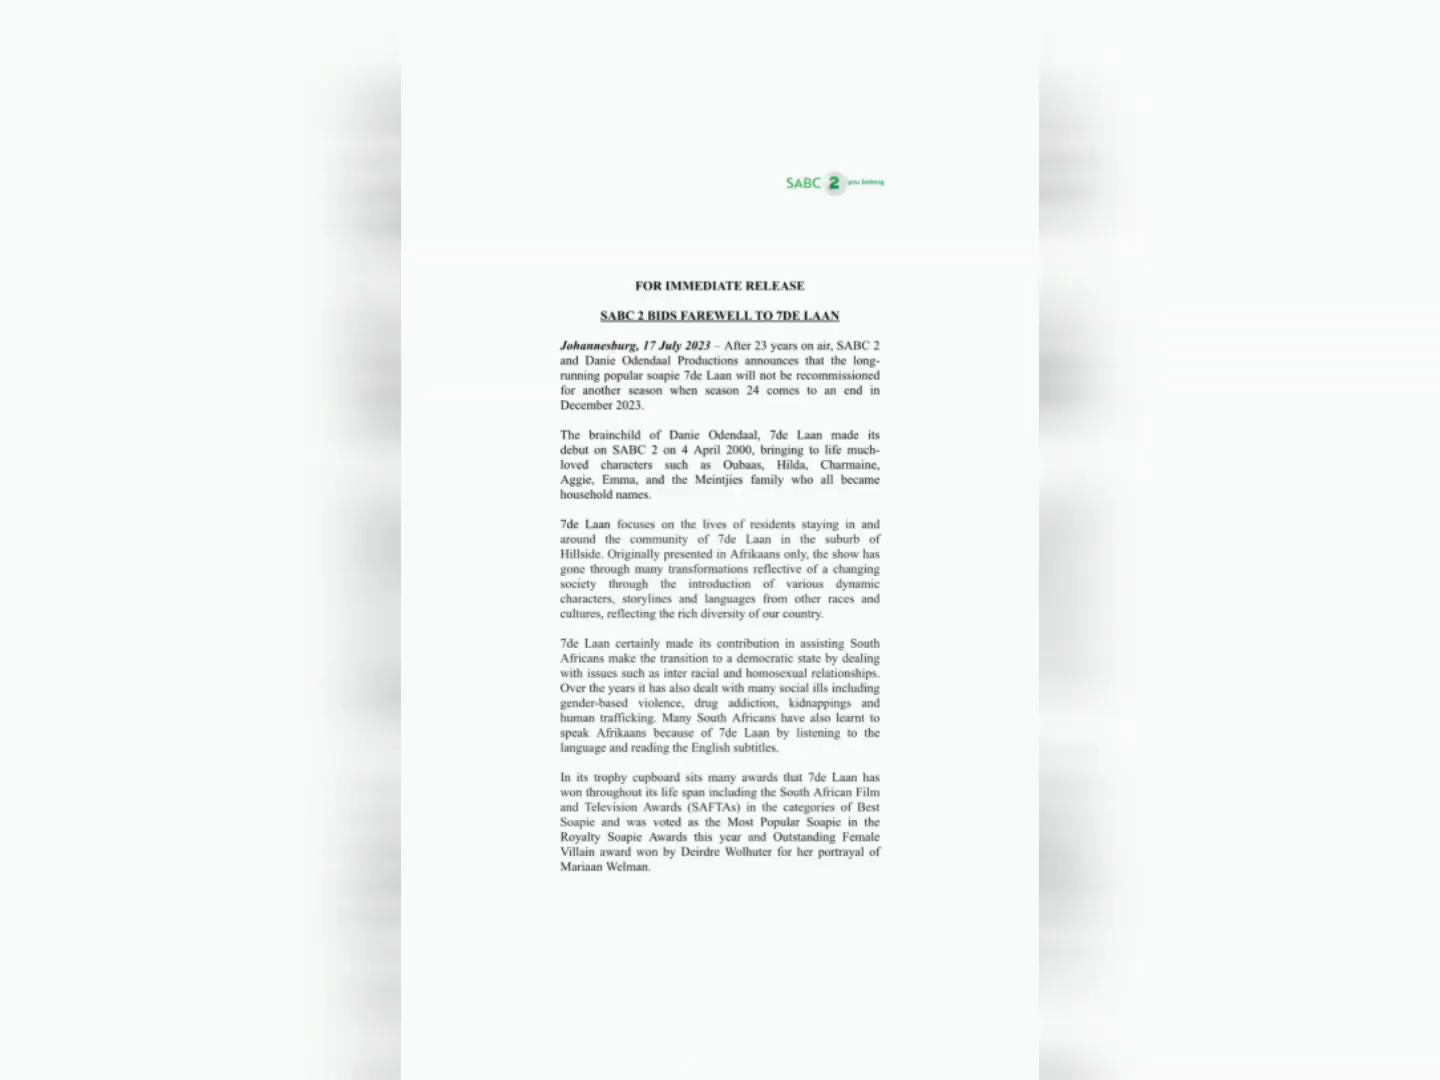 SABC 2 you belong
FOR IMMEDIATE RELEASE
SABC 2 BIDS FAREWELL TO 7DE LAAN
Johannesburg, 17 July 2023 – After 23 years on air, SABC 2
and Danie Odendaal Productions announces that the long-
running popular soapie 7de Laan will not be recommissioned
for another season when season 24 comes to an end in
December 2023.
The brainchild of Danie Odendaal, 7de Laan made its
debut on SABC 2 on 4 April 2000, bringing to life much-
loved characters such as Oubaas, Hilda, Charmaine,
Aggie, Emma, and the Meintjies family who all became
household names.
7de Laan focuses on the lives of residents staying in and
around the community of 7de Laan in the suburb of
Hillside. Originally presented in Afrikaans only, the show has
gone through many transformations reflective of a changing
society through the introduction of various dynamic
characters, storylines and languages from other races and
cultures, reflecting the rich diversity of our country.
7de Laan certainly made its contribution in assisting South
Africans make the transition to a democratic state by dealing
with issues such as inter racial and homosexual relationships.
Over the years it has also dealt with many social ills including
gender-based violence, drug addiction, kidnappings and
human trafficking. Many South Africans have also learnt to
speak Afrikaans because of 7de Laan by listening to the
language and reading the English subtitles.
In its trophy cupboard sits many awards that 7de Laan has
won throughout its life span including the South African Film
and Television Awards (SAFTAs) in the categories of Best
Soapie and was voted as the Most Popular Soapie in the
Royalty Soapie Awards this year and Outstanding Female
Villain award won by Deirdre Wolhuter for her portrayal of
Mariaan Welman.